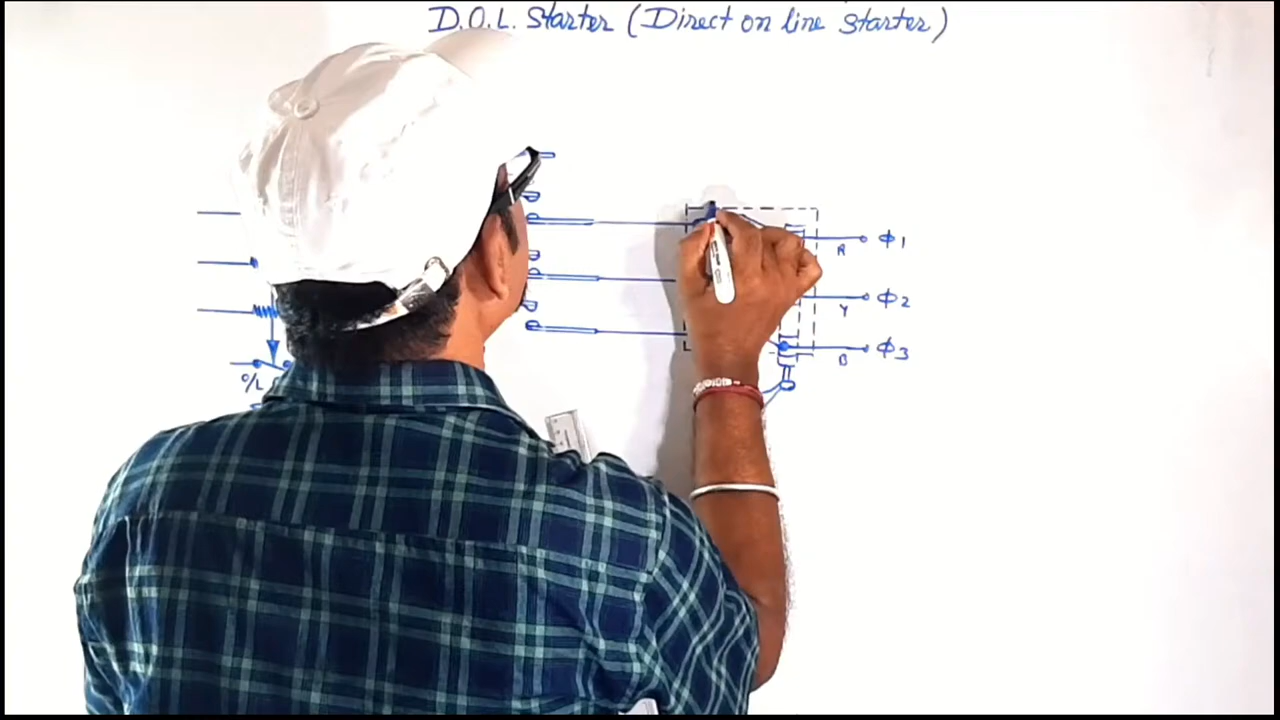 D.O.L. Starter (Direct on line starter)
R ϕ1
Y ϕ2
B ϕ3
O/L